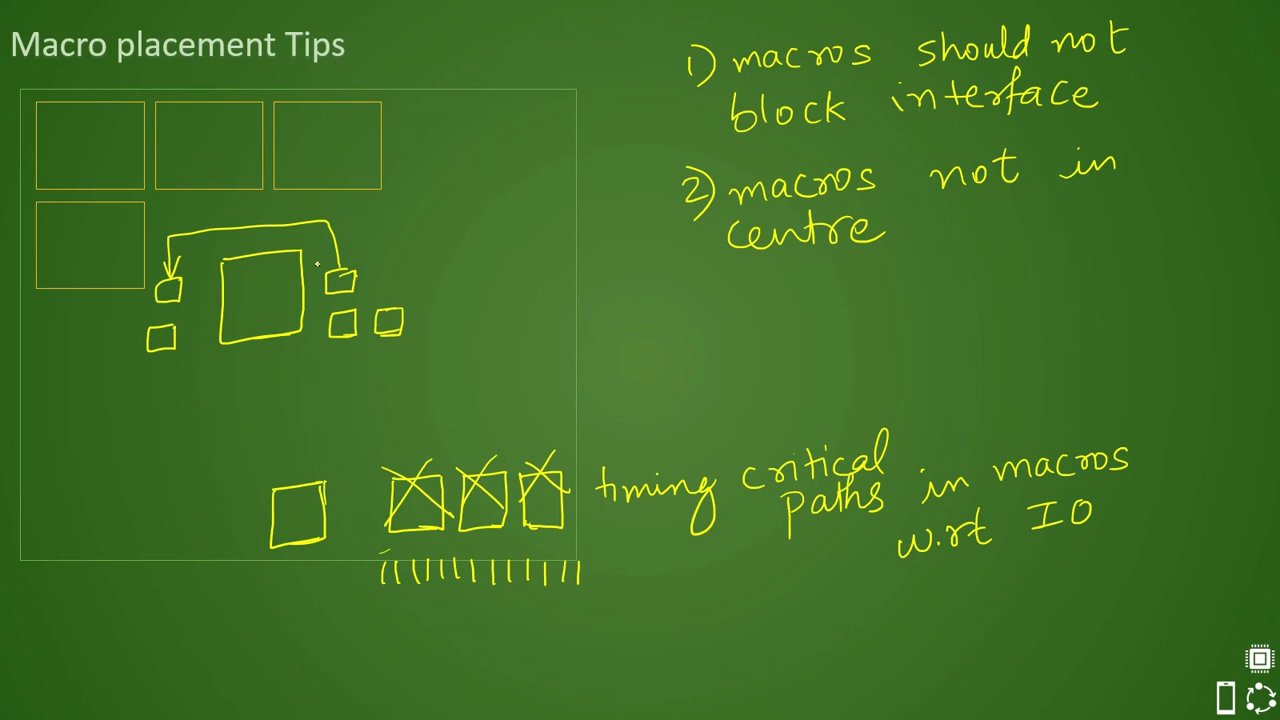 Macro placement Tips
1) macros should not
block interface
2) macros not in
centre
timing critical
paths in macros
w.r.t IO